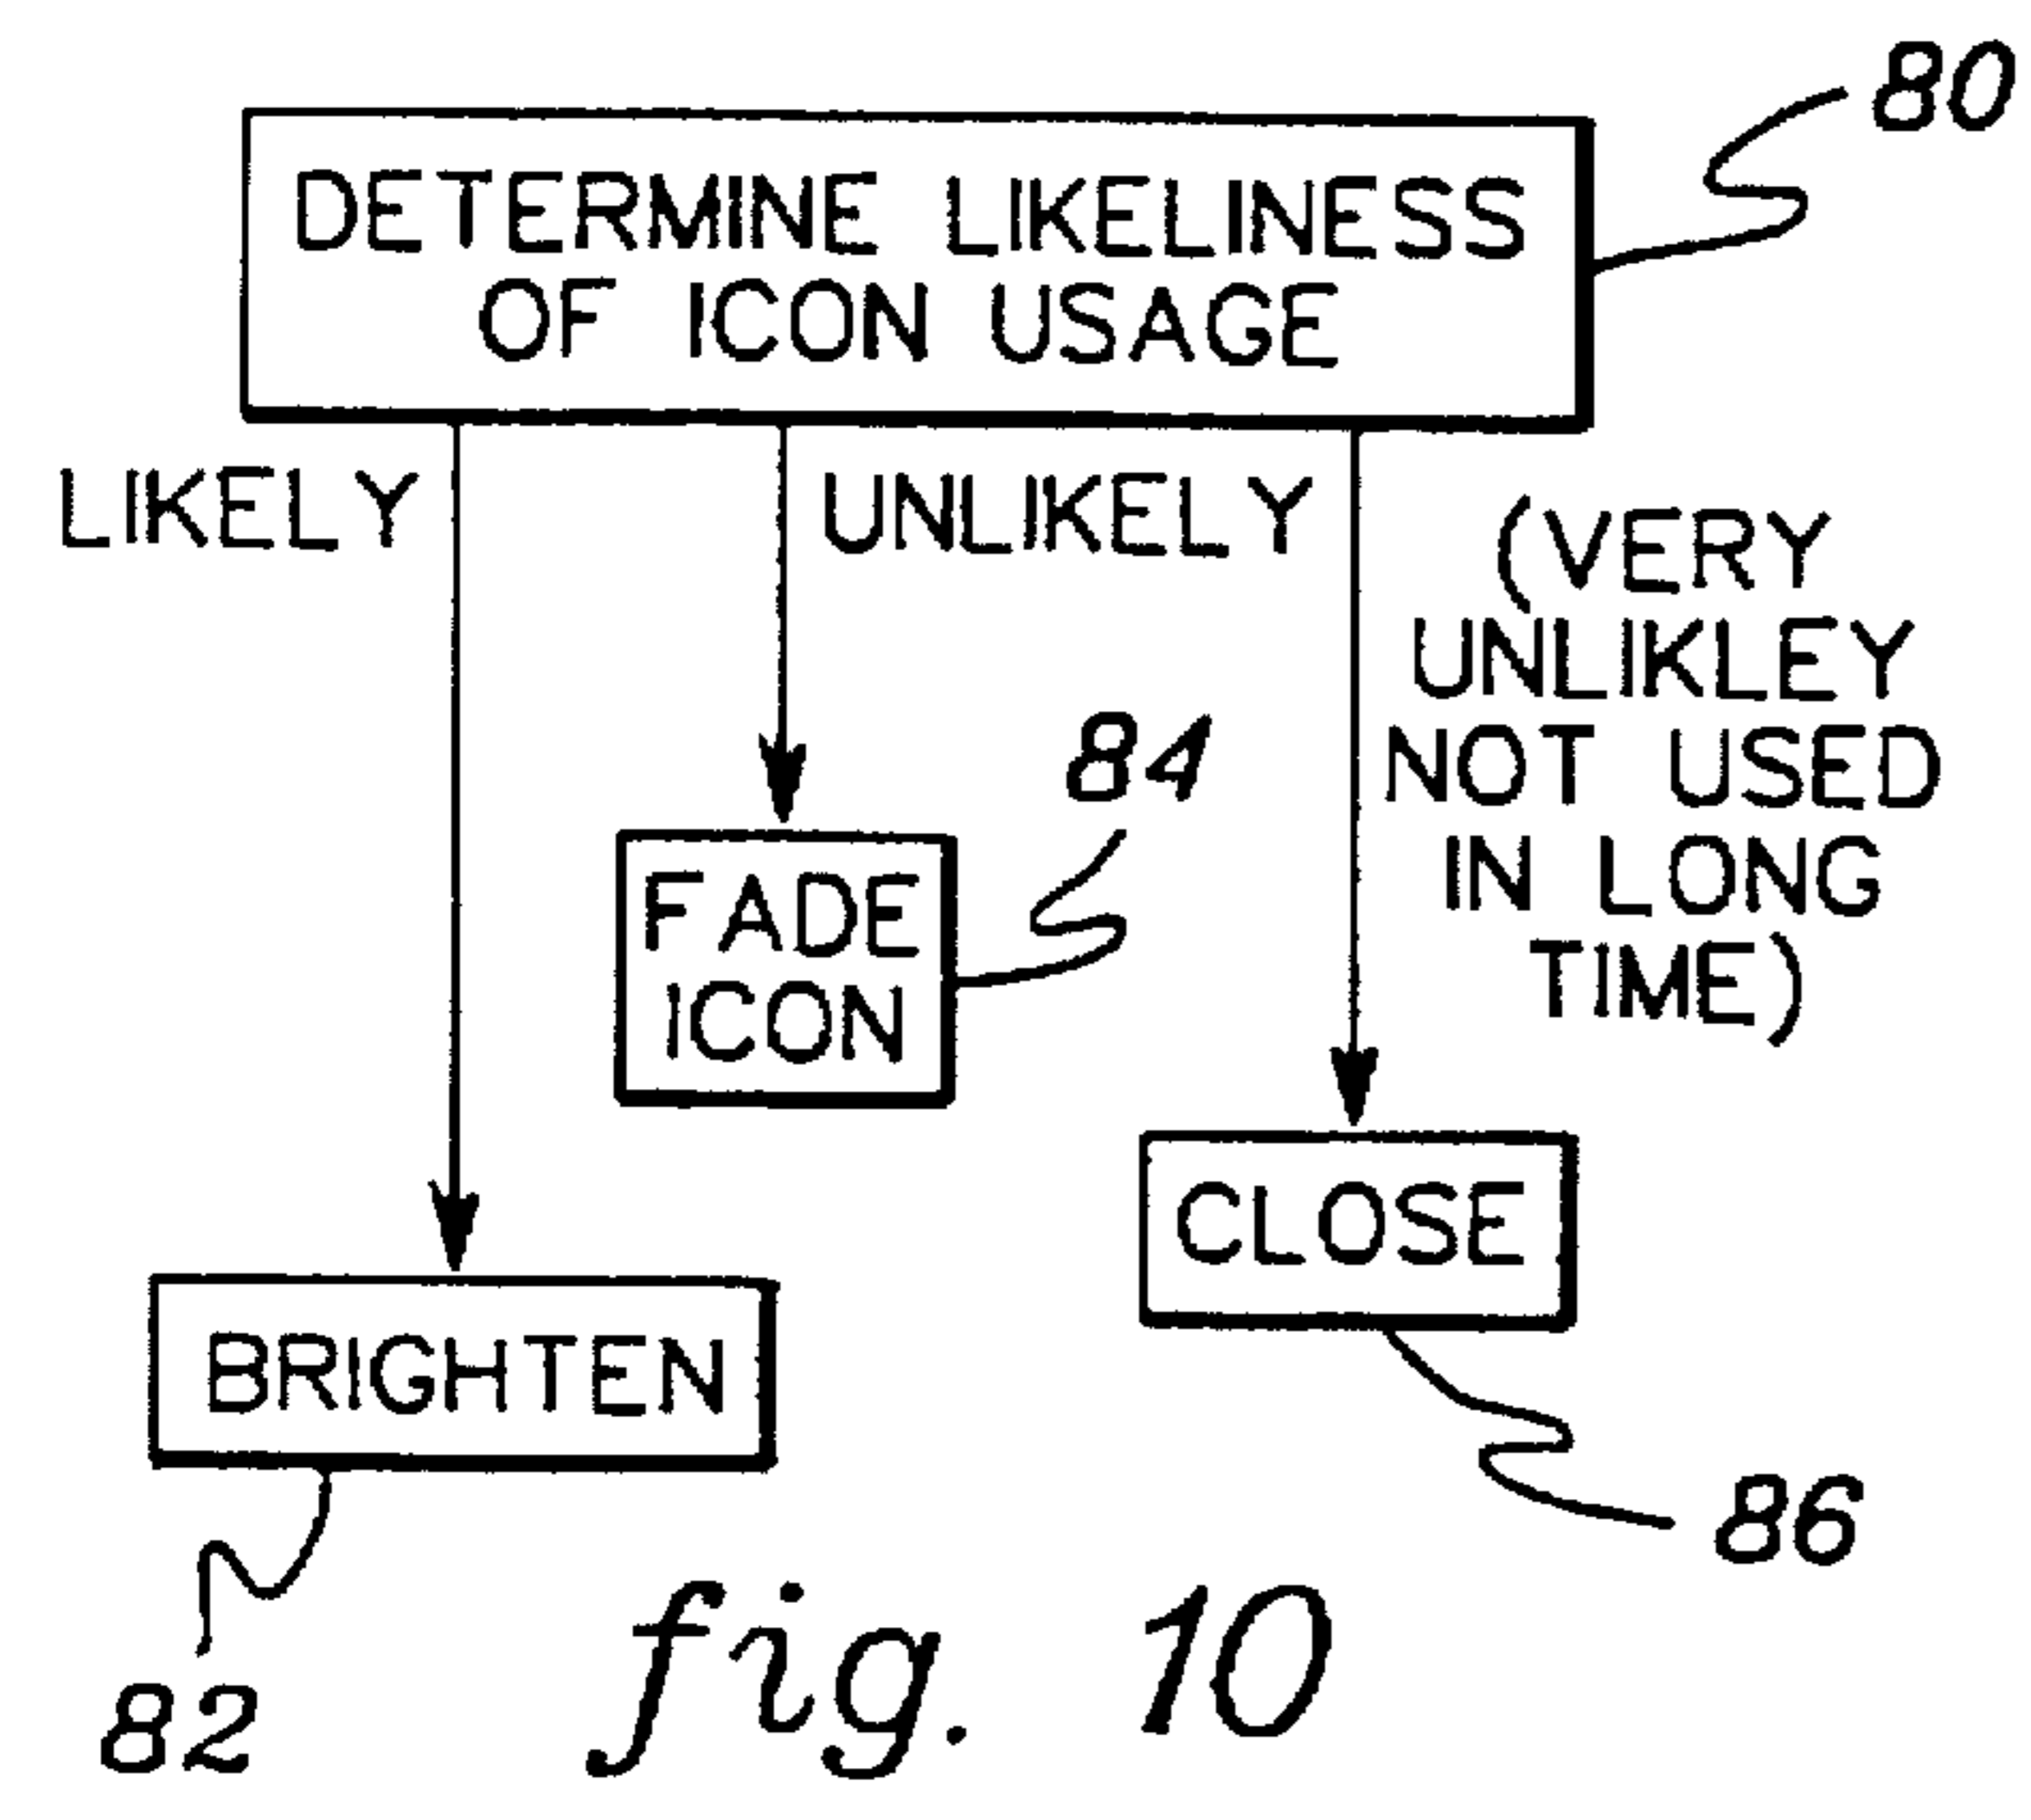 80
DETERMINE LIKELINESS
OF ICON USAGE
LIKELY
UNLIKELY
(VERY
UNLIKLEY
NOT USED
IN LONG
TIME)
84
FADE
ICON
CLOSE
BRIGHTEN
86
82
fig. 10